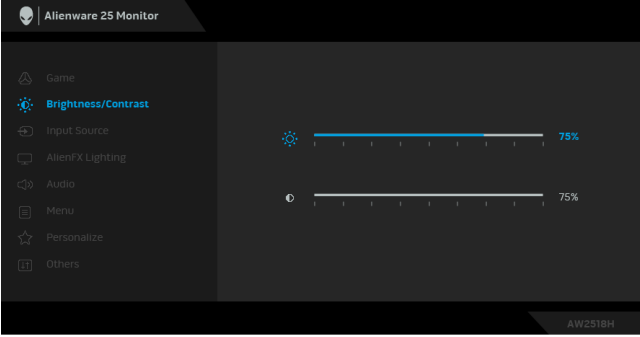 Alienware 25 Monitor
Game
Brightness/Contrast
Input Source
AlienFX Lighting
Audio
Menu
Personalize
Others
75%
75%
AW2518H